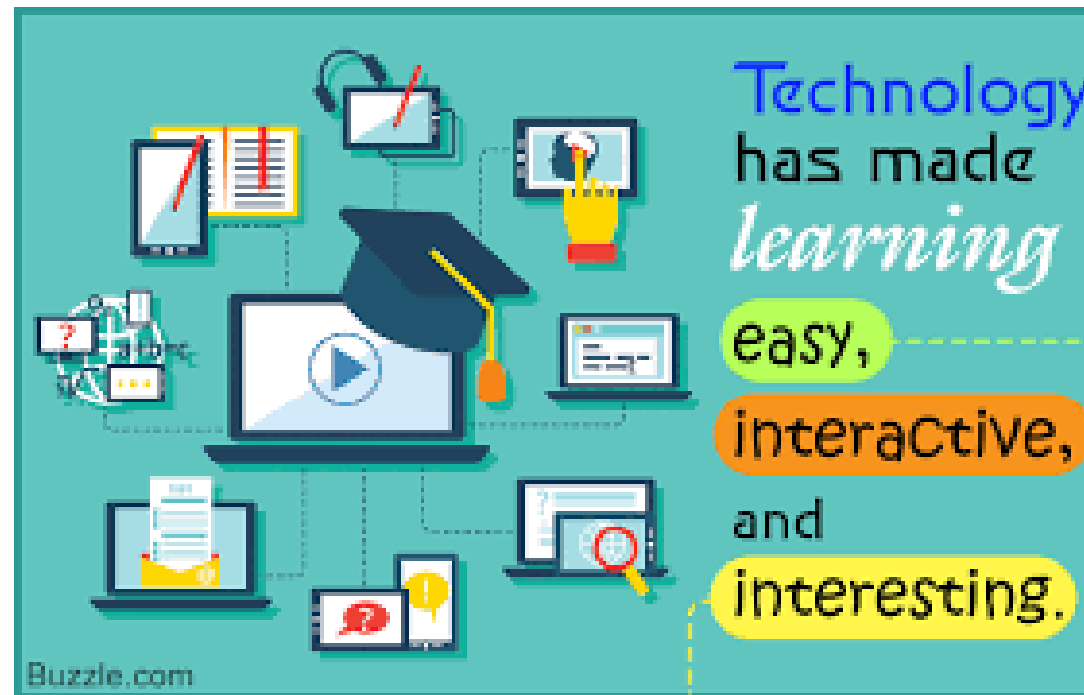 Technology
has made
learning
easy,
interactive,
and
interesting.
Buzzle.com